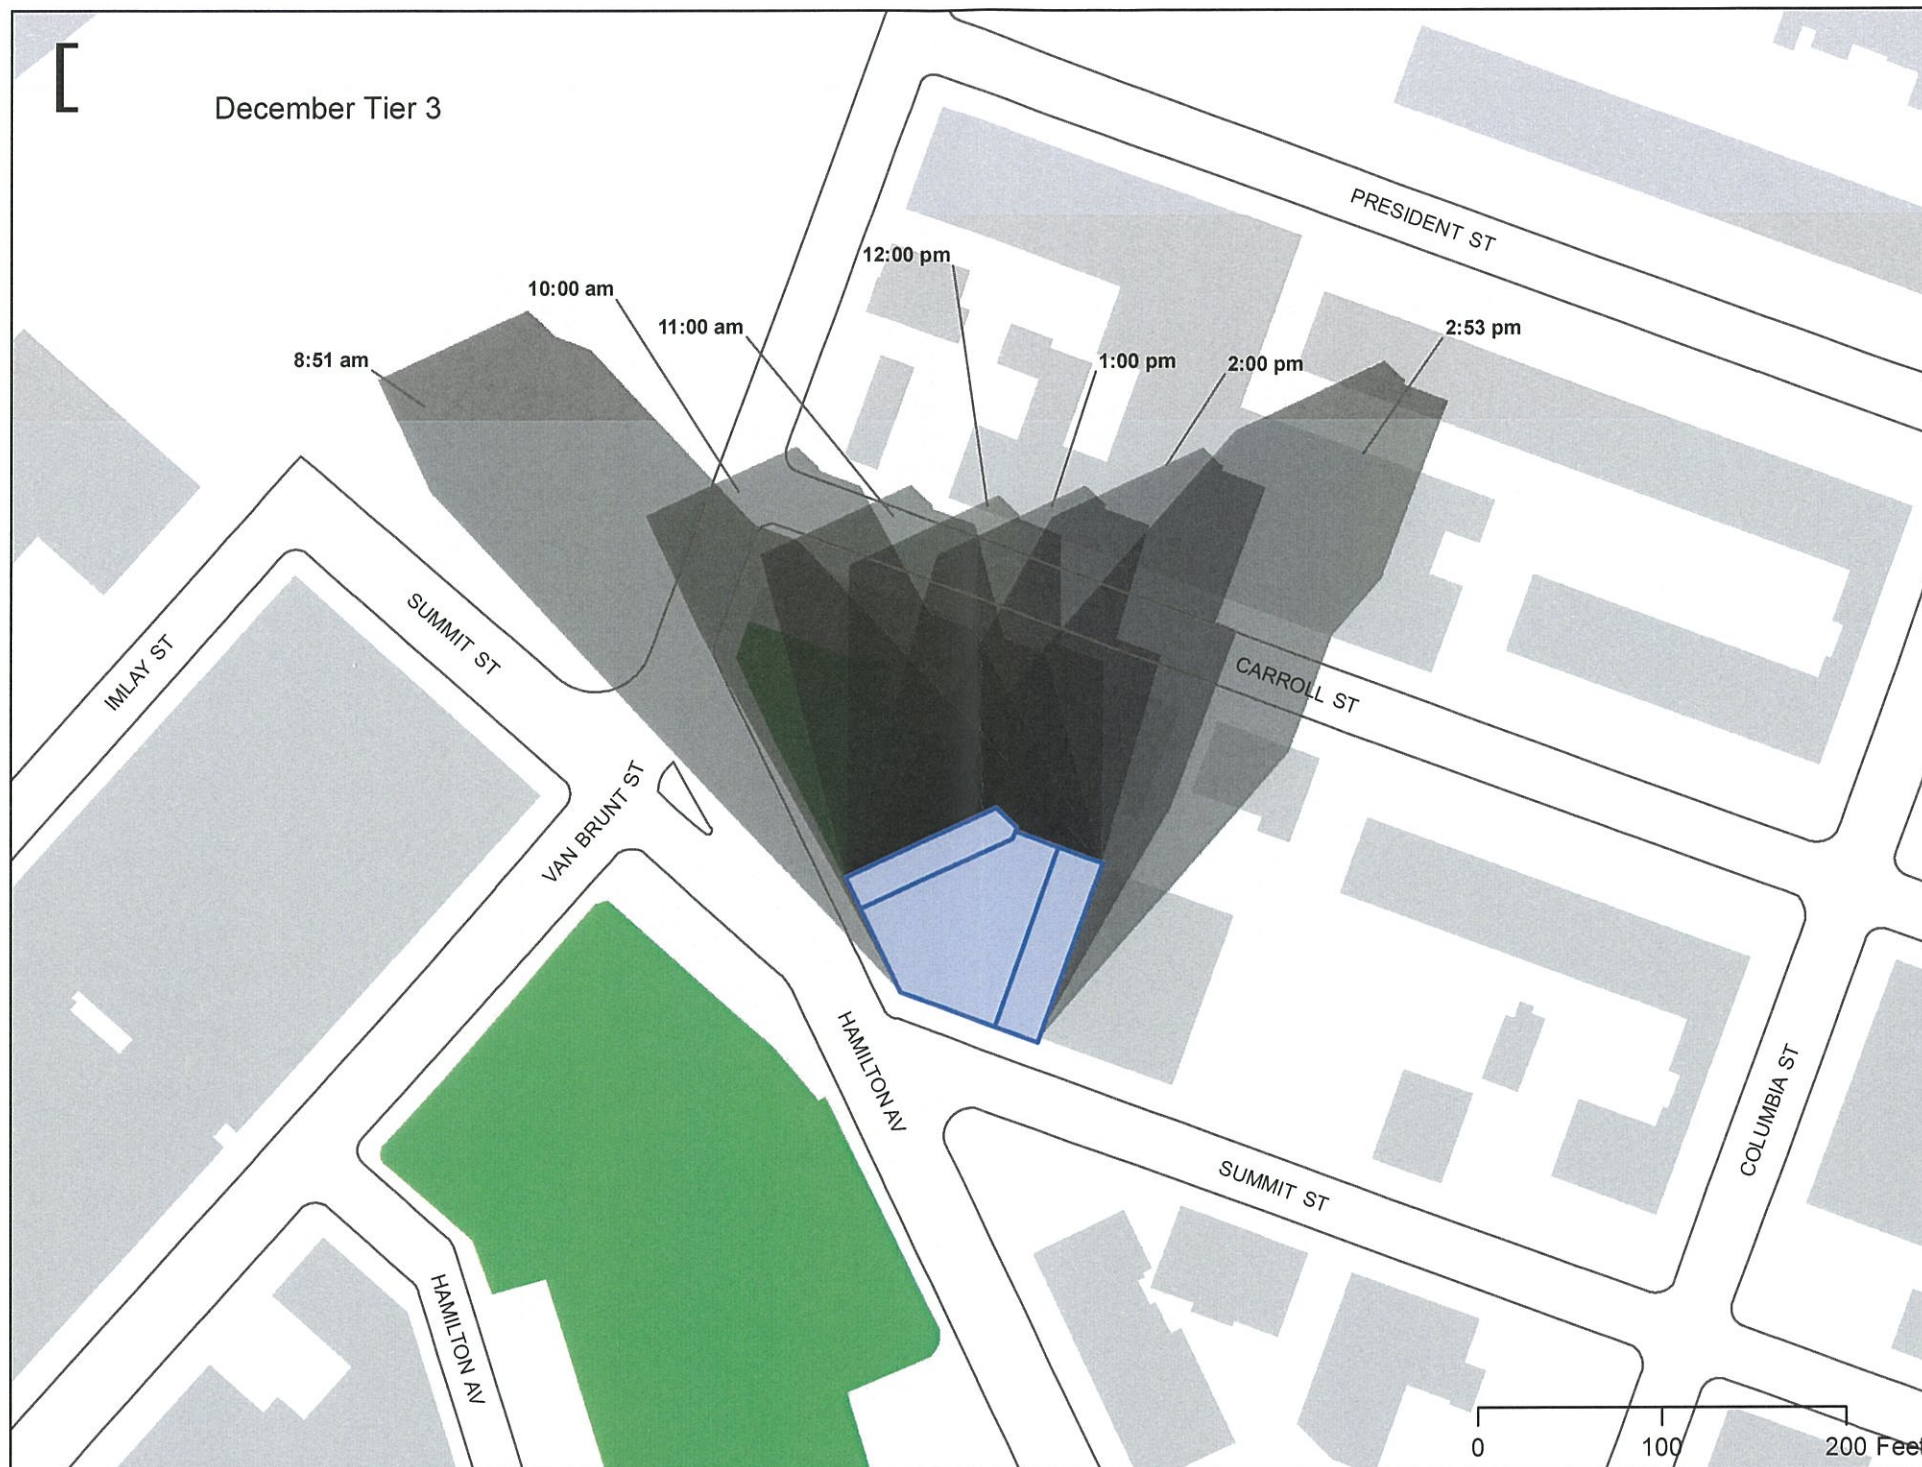 [
December Tier 3
PRESIDENT ST
12:00 pm
10:00 am
11:00 am
2:53 pm
8:51 am
1:00 pm
2:00 pm
SUMMIT ST
IMLAY ST
CARROLL ST
VAN BRUNT ST
HAMILTON AV
COLUMBIA ST
SUMMIT ST
HAMILTON AV
0 100 200 Feet